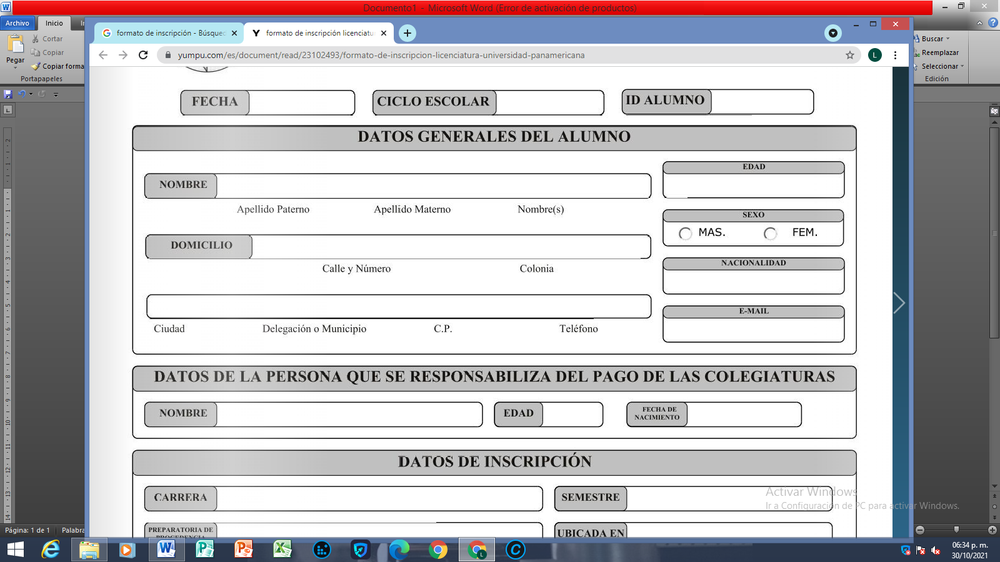 Documento1 - Microsoft Word (Error de activación de productos)
Archivo
Inicio
Cortar
Copiar
Copiar forma
Pegar
Portapapeles
formato de inscripción - Búsque
formato de inscripción licenciatu
yumpu.com/es/document/read/23102493/formato-de-inscripcion-licenciatura-universidad-panamericana
L
Buscar
Reemplazar
Seleccionar
Edición
FECHA
CICLO ESCOLAR
ID ALUMNO
DATOS GENERALES DEL ALUMNO
NOMBRE
Apellido Paterno Apellido Materno Nombre(s)
EDAD
SEXO
MAS. FEM.
DOMICILIO
Calle y Número Colonia
NACIONALIDAD
E-MAIL
Ciudad Delegación o Municipio C.P. Teléfono
DATOS DE LA PERSONA QUE SE RESPONSABILIZA DEL PAGO DE LAS COLEGIATURAS
NOMBRE
EDAD
FECHA DE
NACIMIENTO
DATOS DE INSCRIPCIÓN
CARRERA
SEMESTRE
PREPARATORIA DE
PROCEDENCIA
UBICADA EN
Activar Windows
Ir a Configuración de PC para activar Windows.
Página: 1 de 1
Palabra
06:34 p. m.
30/10/2021